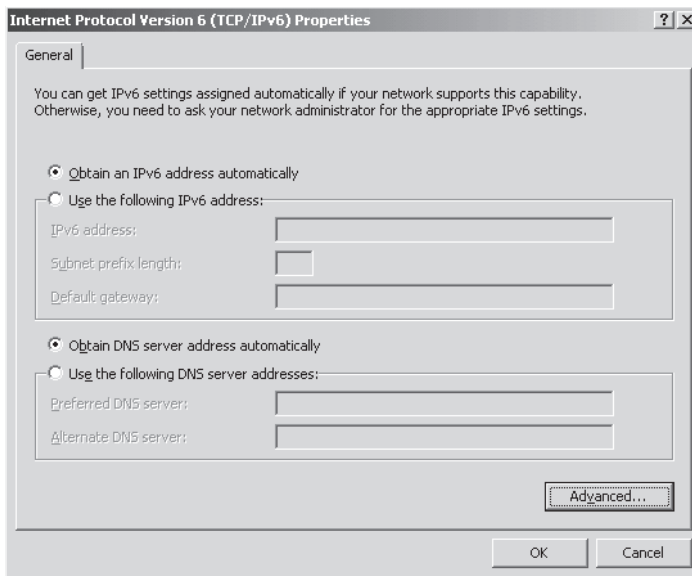 Internet Protocol Version 6 (TCP/IPv6) Properties
General
You can get IPv6 settings assigned automatically if your network supports this capability.
Otherwise, you need to ask your network administrator for the appropriate IPv6 settings.
Obtain an IPv6 address automatically
Use the following IPv6 address:
IPv6 address:
Subnet prefix length:
Default gateway:
Obtain DNS server address automatically
Use the following DNS server addresses:
Preferred DNS server:
Alternate DNS server:
Advanced...
OK Cancel